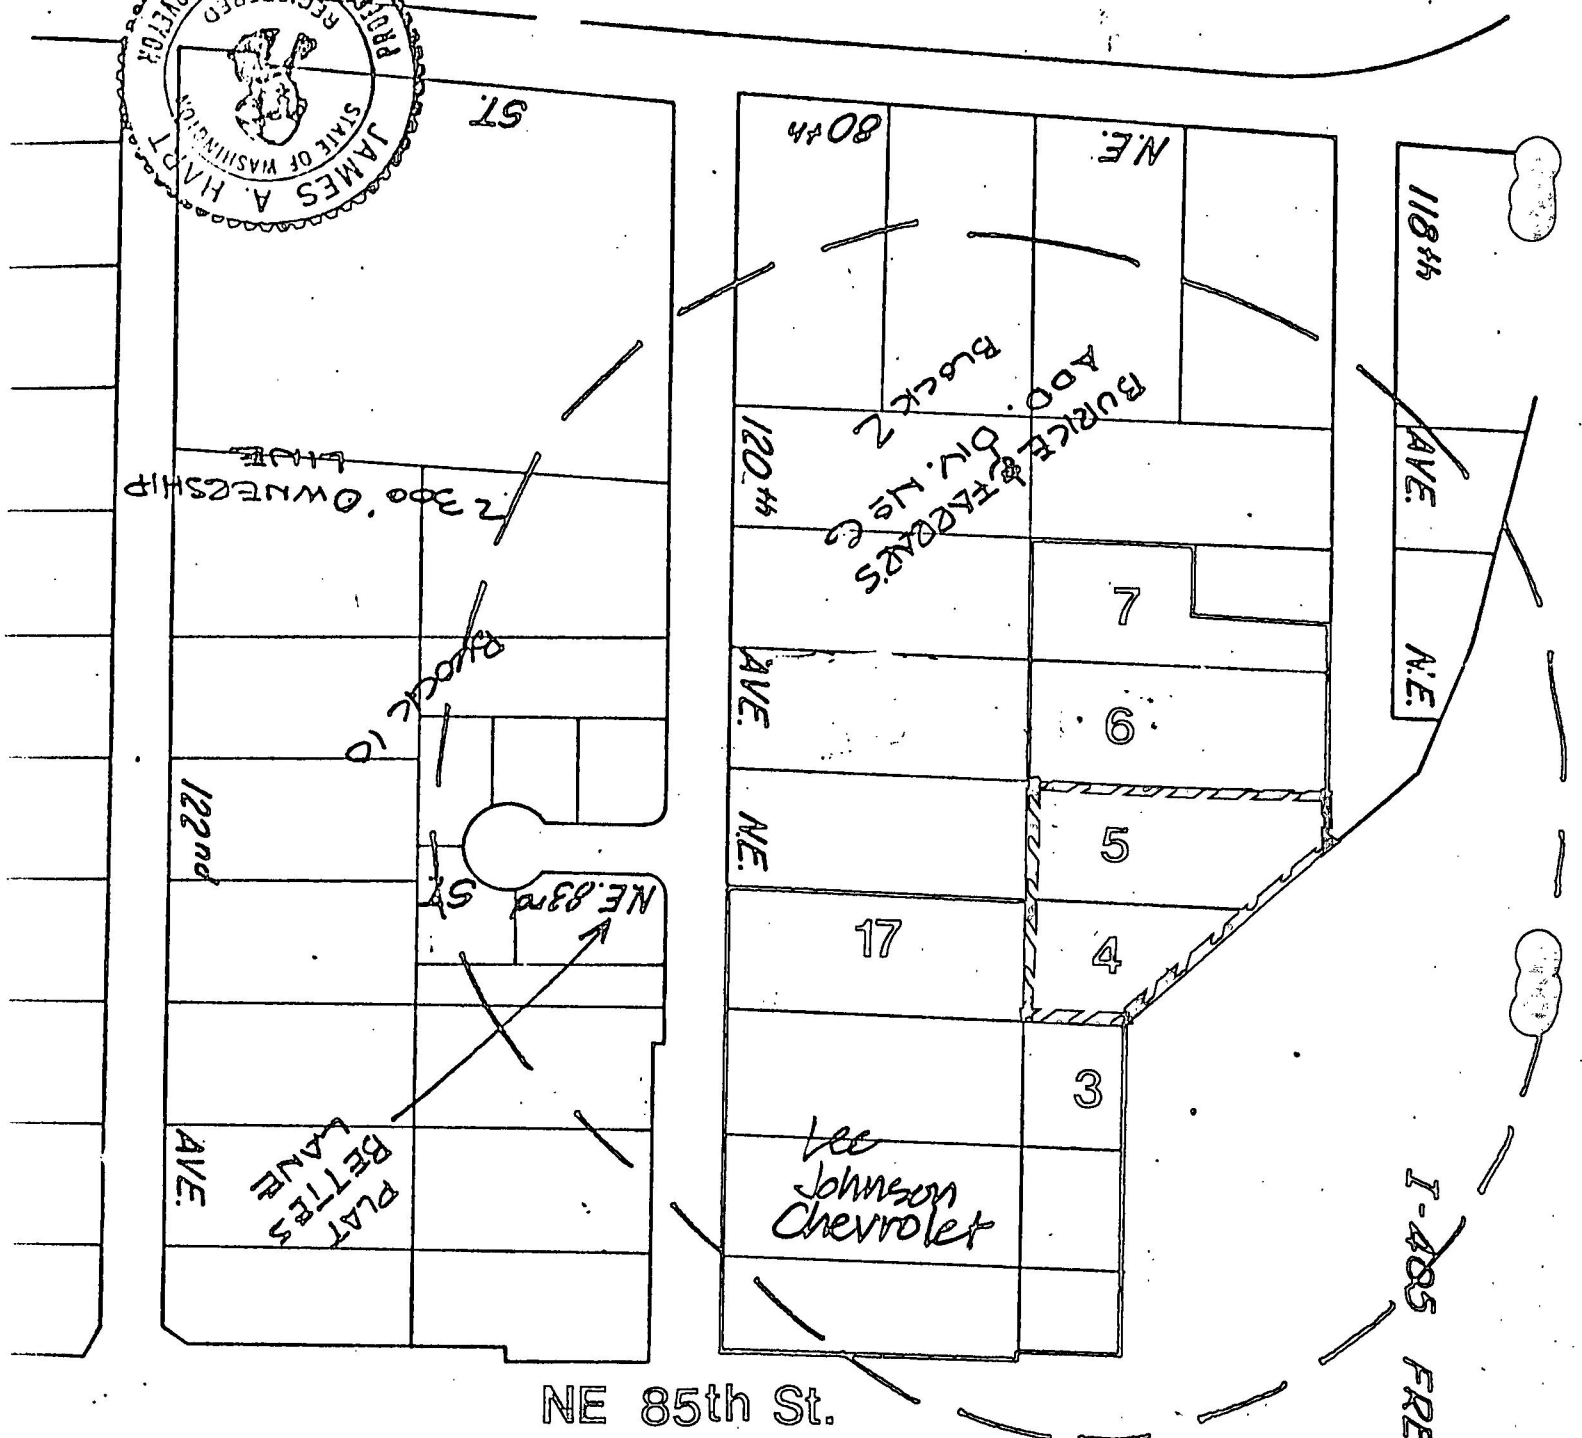 REGISTERED
STATE OF WASHINGTON
JAMES A. HART
N.E. 80th ST.
118th AVE. N.E.
BURKE & FARRAR'S
ADD. DIV. No 6
BLOCK 2
120th AVE. N.E.
300' OWNERSHIP
LINE
BLOCK 10
7
6
5
4
3
17
122nd AVE.
N.E. 83rd ST
PLAT
BETTES
LANE
Lee
Johnson
Chevrolet
I-405 FRE
NE 85th St.